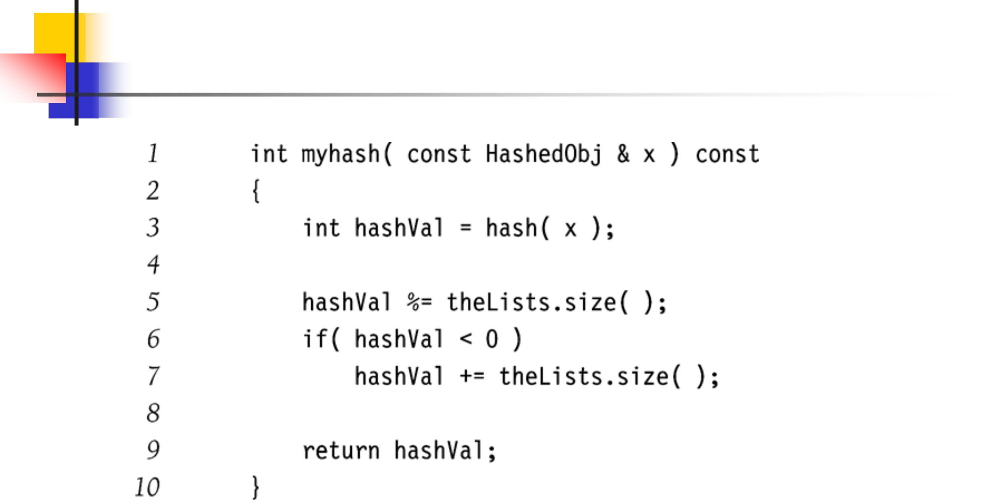 1 int myhash( const HashedObj & x ) const
2 {
3 int hashVal = hash( x );
4
5 hashVal %= theLists.size( );
6 if( hashVal < 0 )
7 hashVal += theLists.size( );
8
9 return hashVal;
10 }